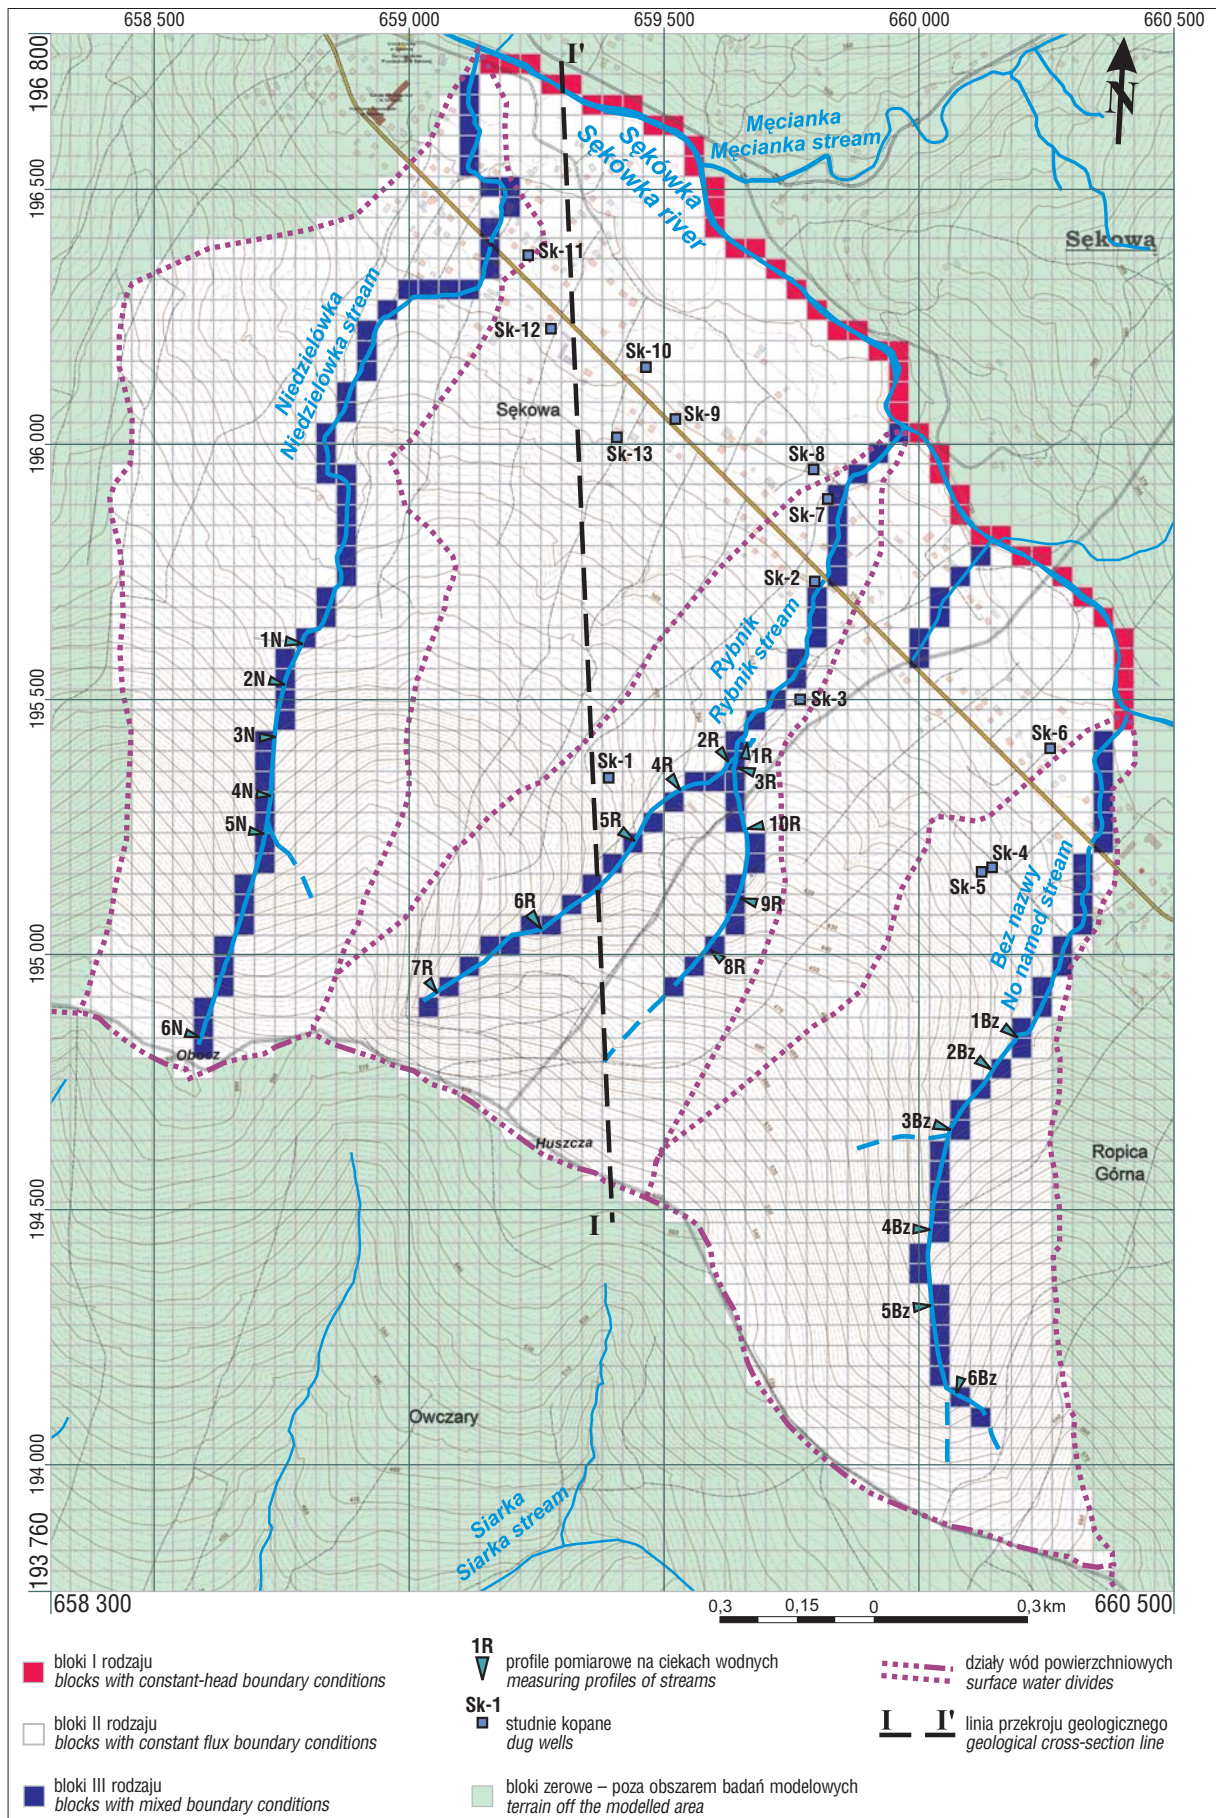 658 500
659 000
659 500
660 000
660 500
196 800
196 500
196 000
195 500
195 000
194 500
194 000
193 760
658 300
660 500
I'
N
Męcianka
Męcianka stream
Sękówka
Sękówka river
Sękowa
Sk-11
Niedzielówka
Niedzielówka stream
Sk-12
Sk-10
Sękowa
Sk-9
Sk-13
Sk-8
Sk-7
Sk-2
1N
Rybnik
Rybnik stream
2N
Sk-3
3N
2R
1R
Sk-6
Sk-1
4R
3R
4N
5N
5R
10R
Sk-4
Sk-5
6R
9R
Bez nazwy
No named stream
7R
8R
6N
1Bz
Obocz
2Bz
3Bz
Huszcza
Ropica
Górna
I
4Bz
5Bz
6Bz
Owczary
Siarka
Siarka stream
0,3
0,15
0
0,3 km
bloki I rodzaju
blocks with constant-head boundary conditions
bloki II rodzaju
blocks with constant flux boundary conditions
bloki III rodzaju
blocks with mixed boundary conditions
1R
profile pomiarowe na ciekach wodnych
measuring profiles of streams
Sk-1
studnie kopane
dug wells
bloki zerowe – poza obszarem badań modelowych
terrain off the modelled area
działy wód powierzchniowych
surface water divides
I I'
linia przekroju geologicznego
geological cross-section line